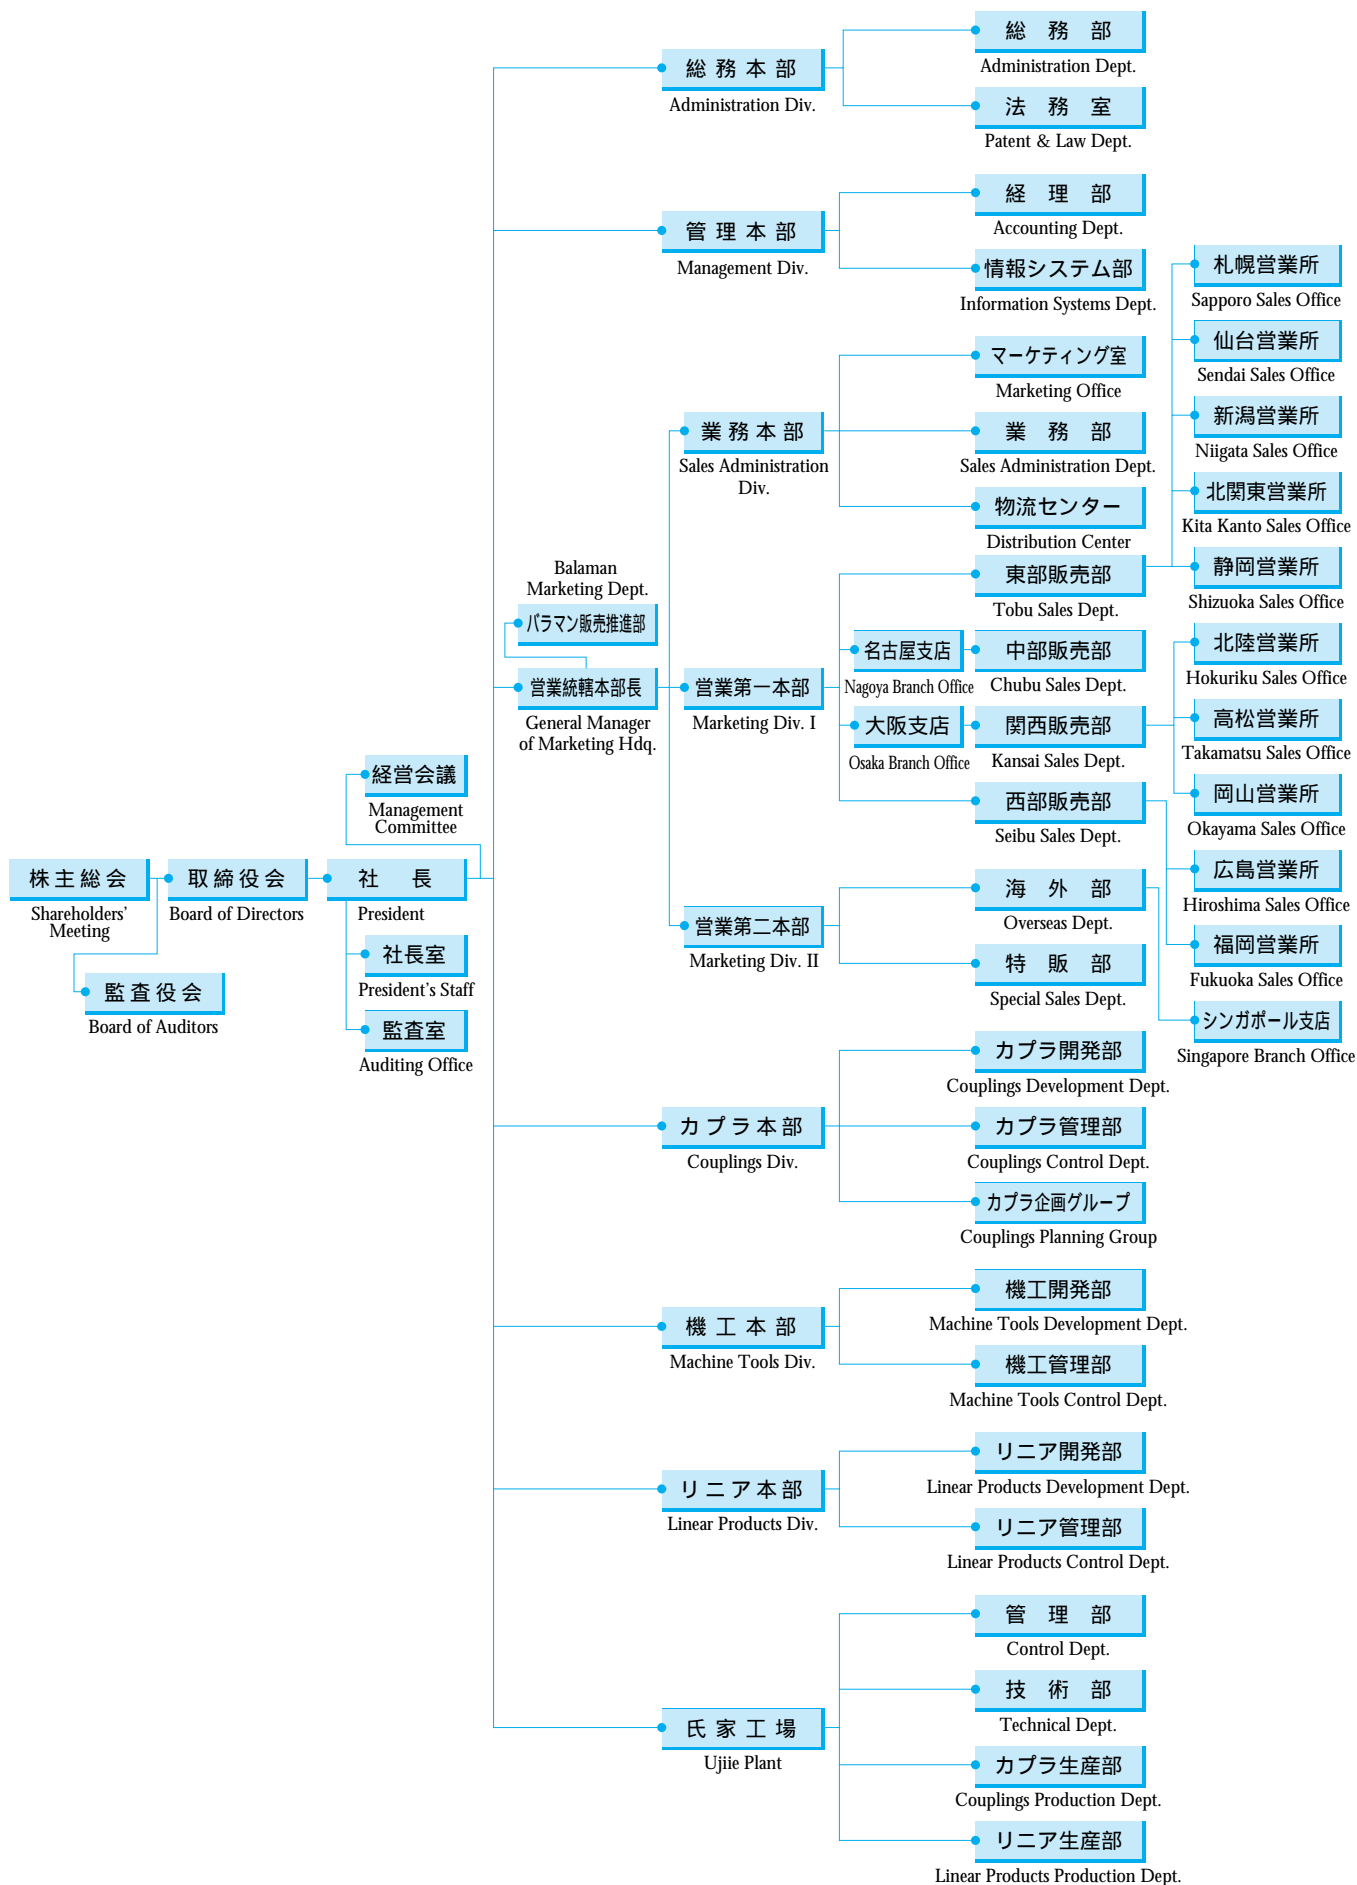 総務本部
Administration Div.
総務部
Administration Dept.
法務室
Patent & Law Dept.
管理本部
Management Div.
経理部
Accounting Dept.
情報システム部
Information Systems Dept.
業務本部
Sales Administration
Div.
マーケティング室
Marketing Office
業務部
Sales Administration Dept.
物流センター
Distribution Center
Balaman
Marketing Dept.
バラマン販売推進部
営業統轄本部長
General Manager
of Marketing Hdq.
営業第一本部
Marketing Div. I
東部販売部
Tobu Sales Dept.
名古屋支店
Nagoya Branch Office
中部販売部
Chubu Sales Dept.
大阪支店
Osaka Branch Office
関西販売部
Kansai Sales Dept.
西部販売部
Seibu Sales Dept.
札幌営業所
Sapporo Sales Office
仙台営業所
Sendai Sales Office
新潟営業所
Niigata Sales Office
北関東営業所
Kita Kanto Sales Office
静岡営業所
Shizuoka Sales Office
北陸営業所
Hokuriku Sales Office
高松営業所
Takamatsu Sales Office
岡山営業所
Okayama Sales Office
広島営業所
Hiroshima Sales Office
福岡営業所
Fukuoka Sales Office
シンガポール支店
Singapore Branch Office
経営会議
Management
Committee
株主総会
Shareholders'
Meeting
取締役会
Board of Directors
社長
President
社長室
President's Staff
監査役会
Board of Auditors
監査室
Auditing Office
営業第二本部
Marketing Div. II
海外部
Overseas Dept.
特販部
Special Sales Dept.
カプラ本部
Couplings Div.
カプラ開発部
Couplings Development Dept.
カプラ管理部
Couplings Control Dept.
カプラ企画グループ
Couplings Planning Group
機工本部
Machine Tools Div.
機工開発部
Machine Tools Development Dept.
機工管理部
Machine Tools Control Dept.
リニア本部
Linear Products Div.
リニア開発部
Linear Products Development Dept.
リニア管理部
Linear Products Control Dept.
氏家工場
Ujiie Plant
管理部
Control Dept.
技術部
Technical Dept.
カプラ生産部
Couplings Production Dept.
リニア生産部
Linear Products Production Dept.